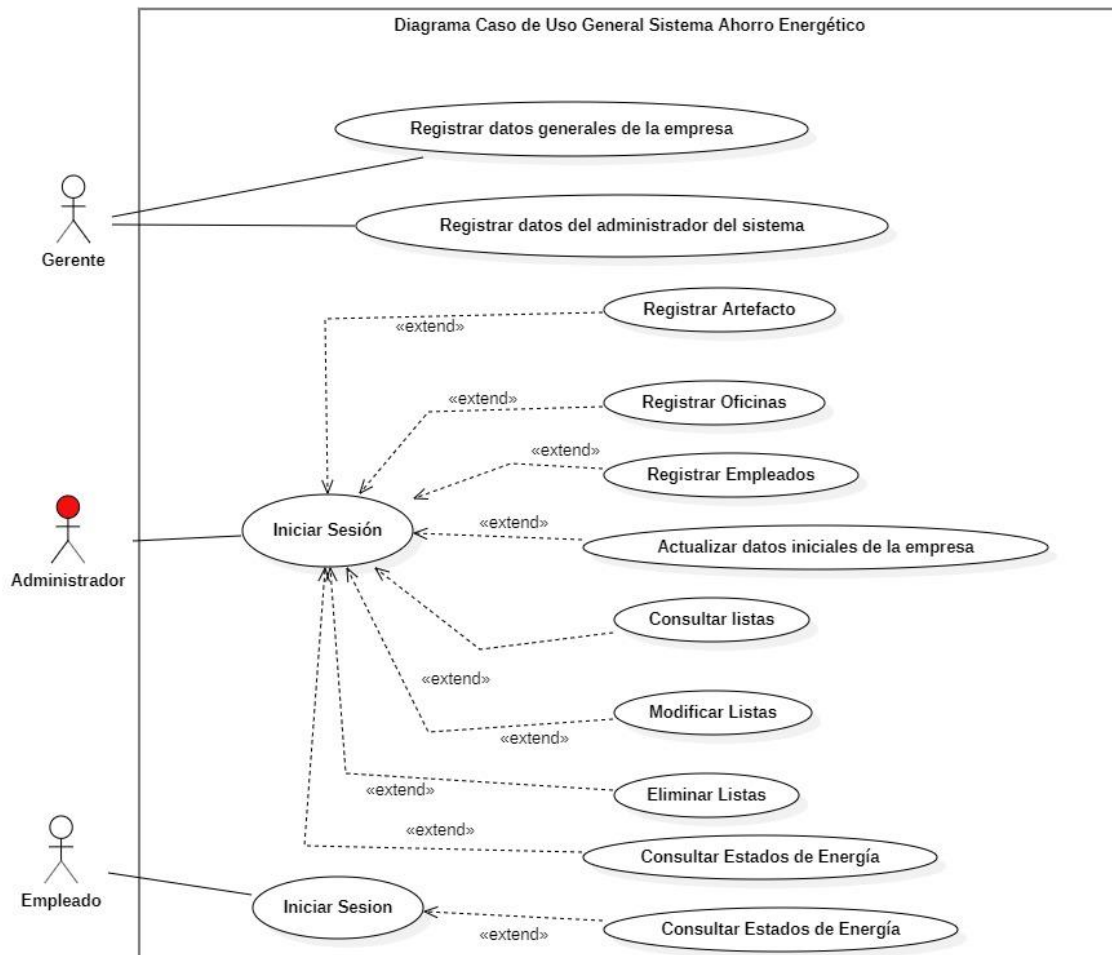 Diagrama Caso de Uso General Sistema Ahorro Energético
Registrar datos generales de la empresa
Gerente
Registrar datos del administrador del sistema
Registrar Artefacto
«extend»
Registrar Oficinas
«extend»
Registrar Empleados
«extend»
Administrador
Iniciar Sesión
«extend»
Actualizar datos iniciales de la empresa
Consultar listas
«extend»
Modificar Listas
«extend»
Eliminar Listas
«extend»
Consultar Estados de Energía
«extend»
Empleado
Iniciar Sesion
«extend»
Consultar Estados de Energía